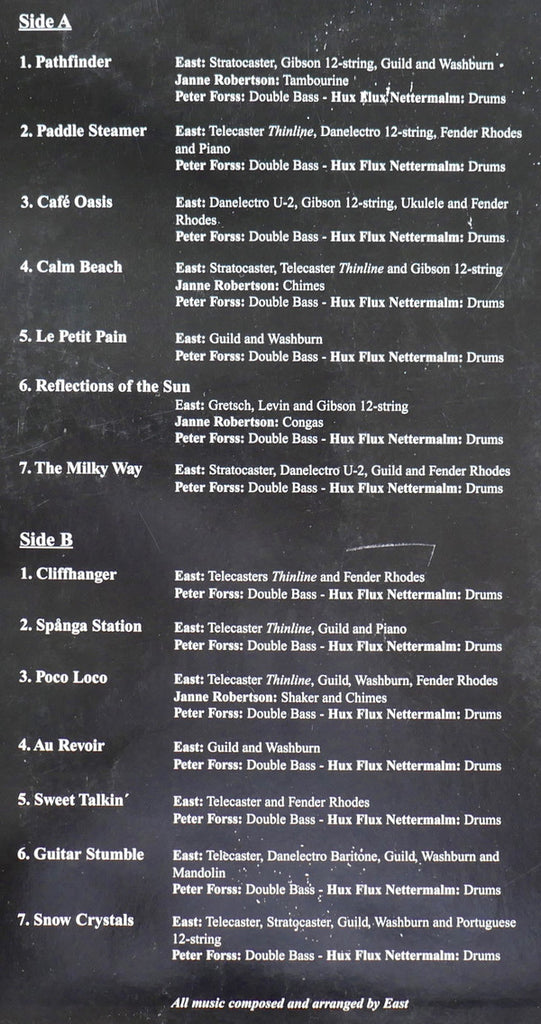 Side A
1. Pathfinder
East: Stratocaster, Gibson 12-string, Guild and Washburn
Janne Robertson: Tambourine
Peter Forss: Double Bass - Hux Flux Nettermalm: Drums
2. Paddle Steamer
East: Telecaster Thinline, Danelectro 12-string, Fender Rhodes
and Piano
Peter Forss: Double Bass - Hux Flux Nettermalm: Drums
3. Café Oasis
East: Danelectro U-2, Gibson 12-string, Ukulele and Fender
Rhodes
Peter Forss: Double Bass - Hux Flux Nettermalm: Drums
4. Calm Beach
East: Stratocaster, Telecaster Thinline and Gibson 12-string
Janne Robertson: Chimes
Peter Forss: Double Bass - Hux Flux Nettermalm: Drums
5. Le Petit Pain
East: Guild and Washburn
Peter Forss: Double Bass - Hux Flux Nettermalm: Drums
6. Reflections of the Sun
East: Gretsch, Levin and Gibson 12-string
Janne Robertson: Congas
Peter Forss: Double Bass - Hux Flux Nettermalm: Drums
7. The Milky Way
East: Stratocaster, Danelectro U-2, Guild and Fender Rhodes
Peter Forss: Double Bass - Hux Flux Nettermalm: Drums
Side B
1. Cliffhanger
East: Telecasters Thinline and Fender Rhodes
Peter Forss: Double Bass - Hux Flux Nettermalm: Drums
2. Spånga Station
East: Telecaster Thinline, Guild and Piano
Peter Forss: Double Bass - Hux Flux Nettermalm: Drums
3. Poco Loco
East: Telecaster Thinline, Guild, Washburn, Fender Rhodes
Janne Robertson: Shaker and Chimes
Peter Forss: Double Bass - Hux Flux Nettermalm: Drums
4. Au Revoir
East: Guild and Washburn
Peter Forss: Double Bass - Hux Flux Nettermalm: Drums
5. Sweet Talkin´
East: Telecaster and Fender Rhodes
Peter Forss: Double Bass - Hux Flux Nettermalm: Drums
6. Guitar Stumble
East: Telecaster, Danelectro Baritone, Guild, Washburn and
Mandolin
Peter Forss: Double Bass - Hux Flux Nettermalm: Drums
7. Snow Crystals
East: Telecaster, Stratocaster, Guild, Washburn and Portuguese
12-string
Peter Forss: Double Bass - Hux Flux Nettermalm: Drums
All music composed and arranged by East